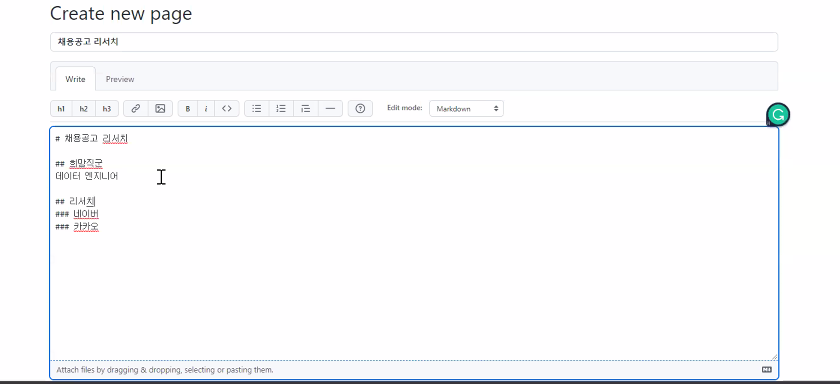 Create new page
채용공고 리서치
Write Preview
h1 h2 h3 B i Edit mode: Markdown
# 채용공고 리서치
## 희망직군
데이터 엔지니어
## 리서치
### 네이버
### 카카오
Attach files by dragging & dropping, selecting or pasting them.